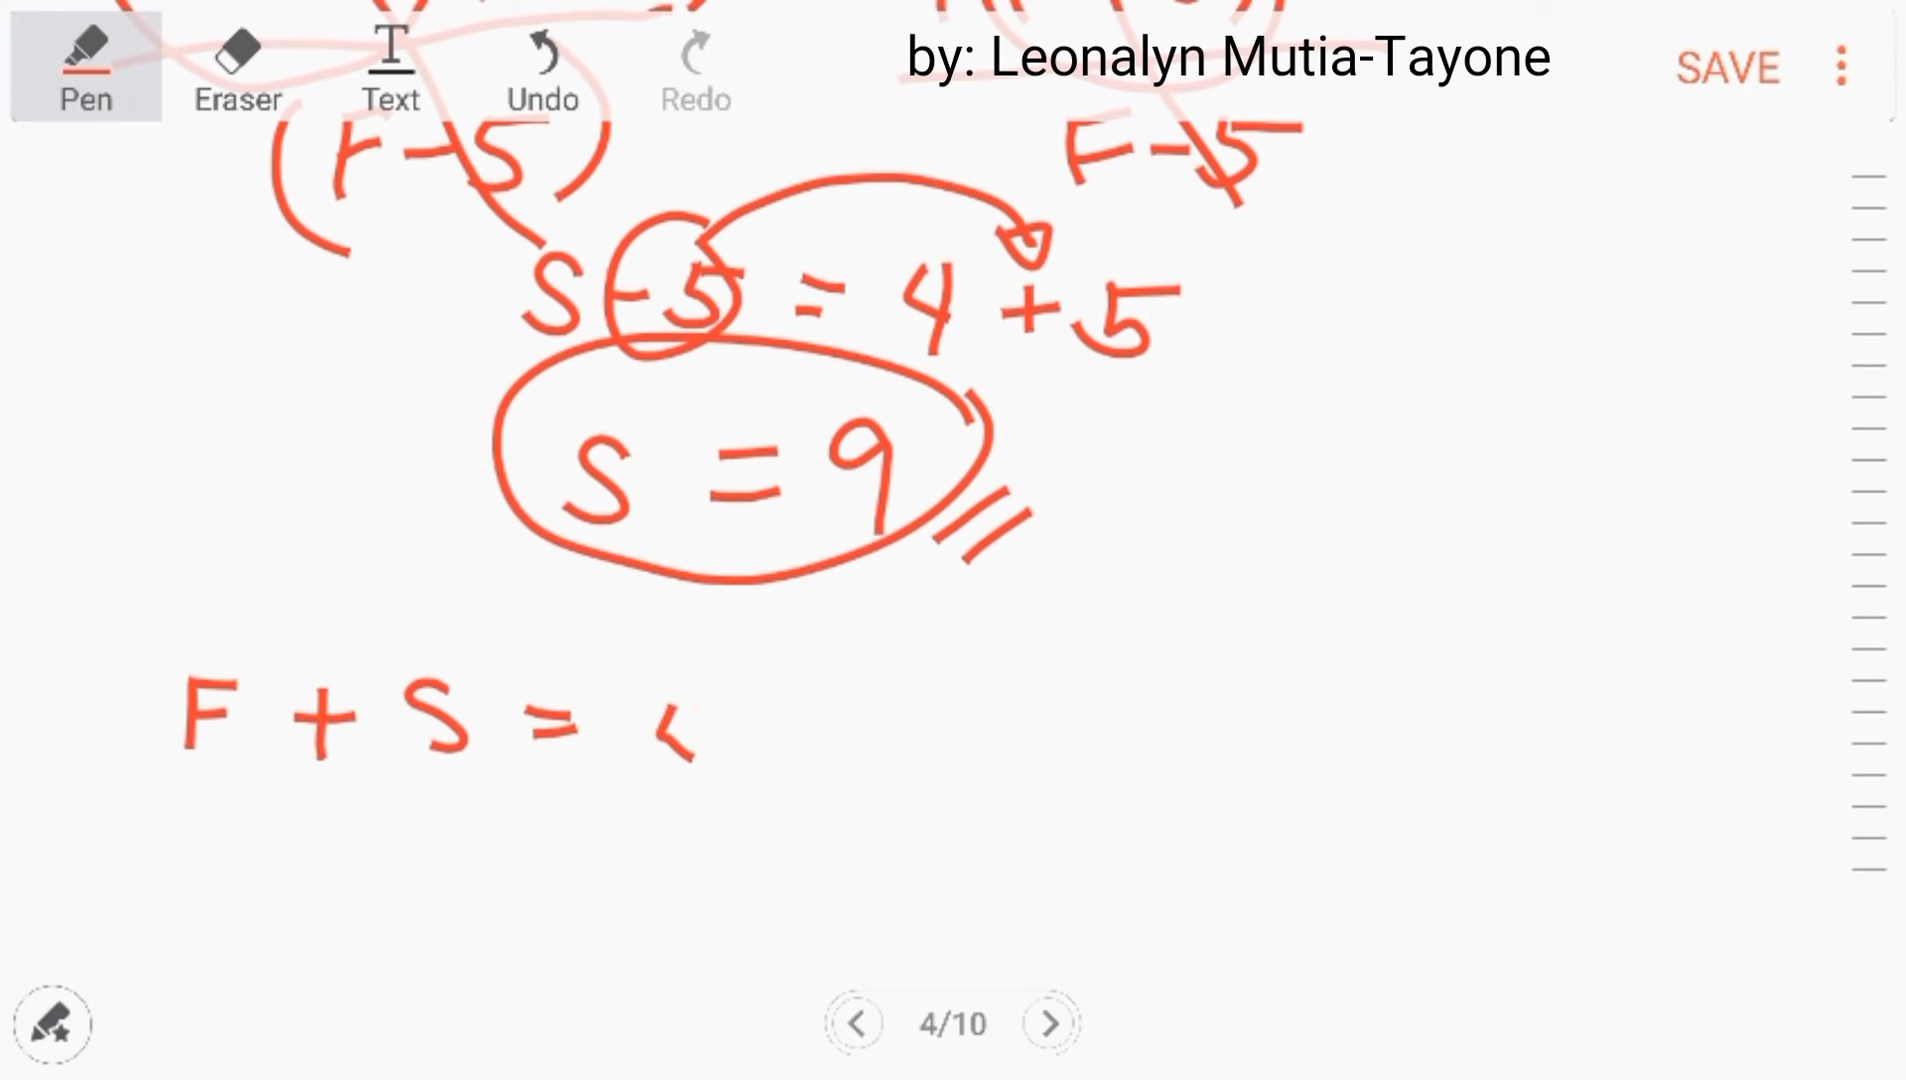 by: Leonalyn Mutia-Tayone
SAVE
Pen
Eraser
Text
Undo
Redo
(F-5)
F-5
S-5 = 4 + 5
S = 9
F + S =
4/10